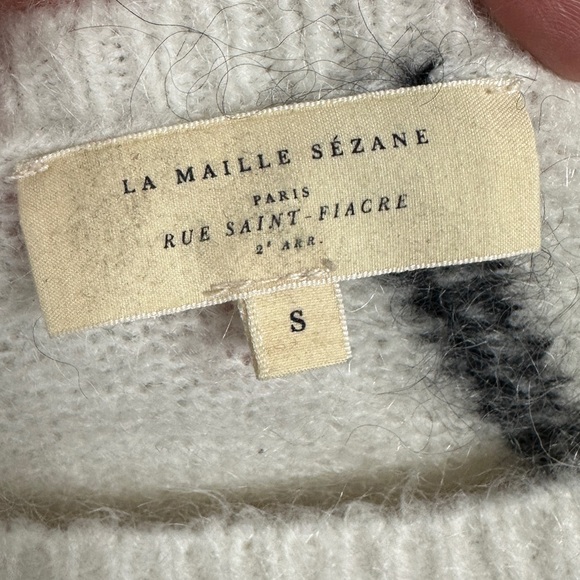 LA MAILLE SÉZANE
PARIS
RUE SAINT-FIACRE
2ᵉ ARR.
S